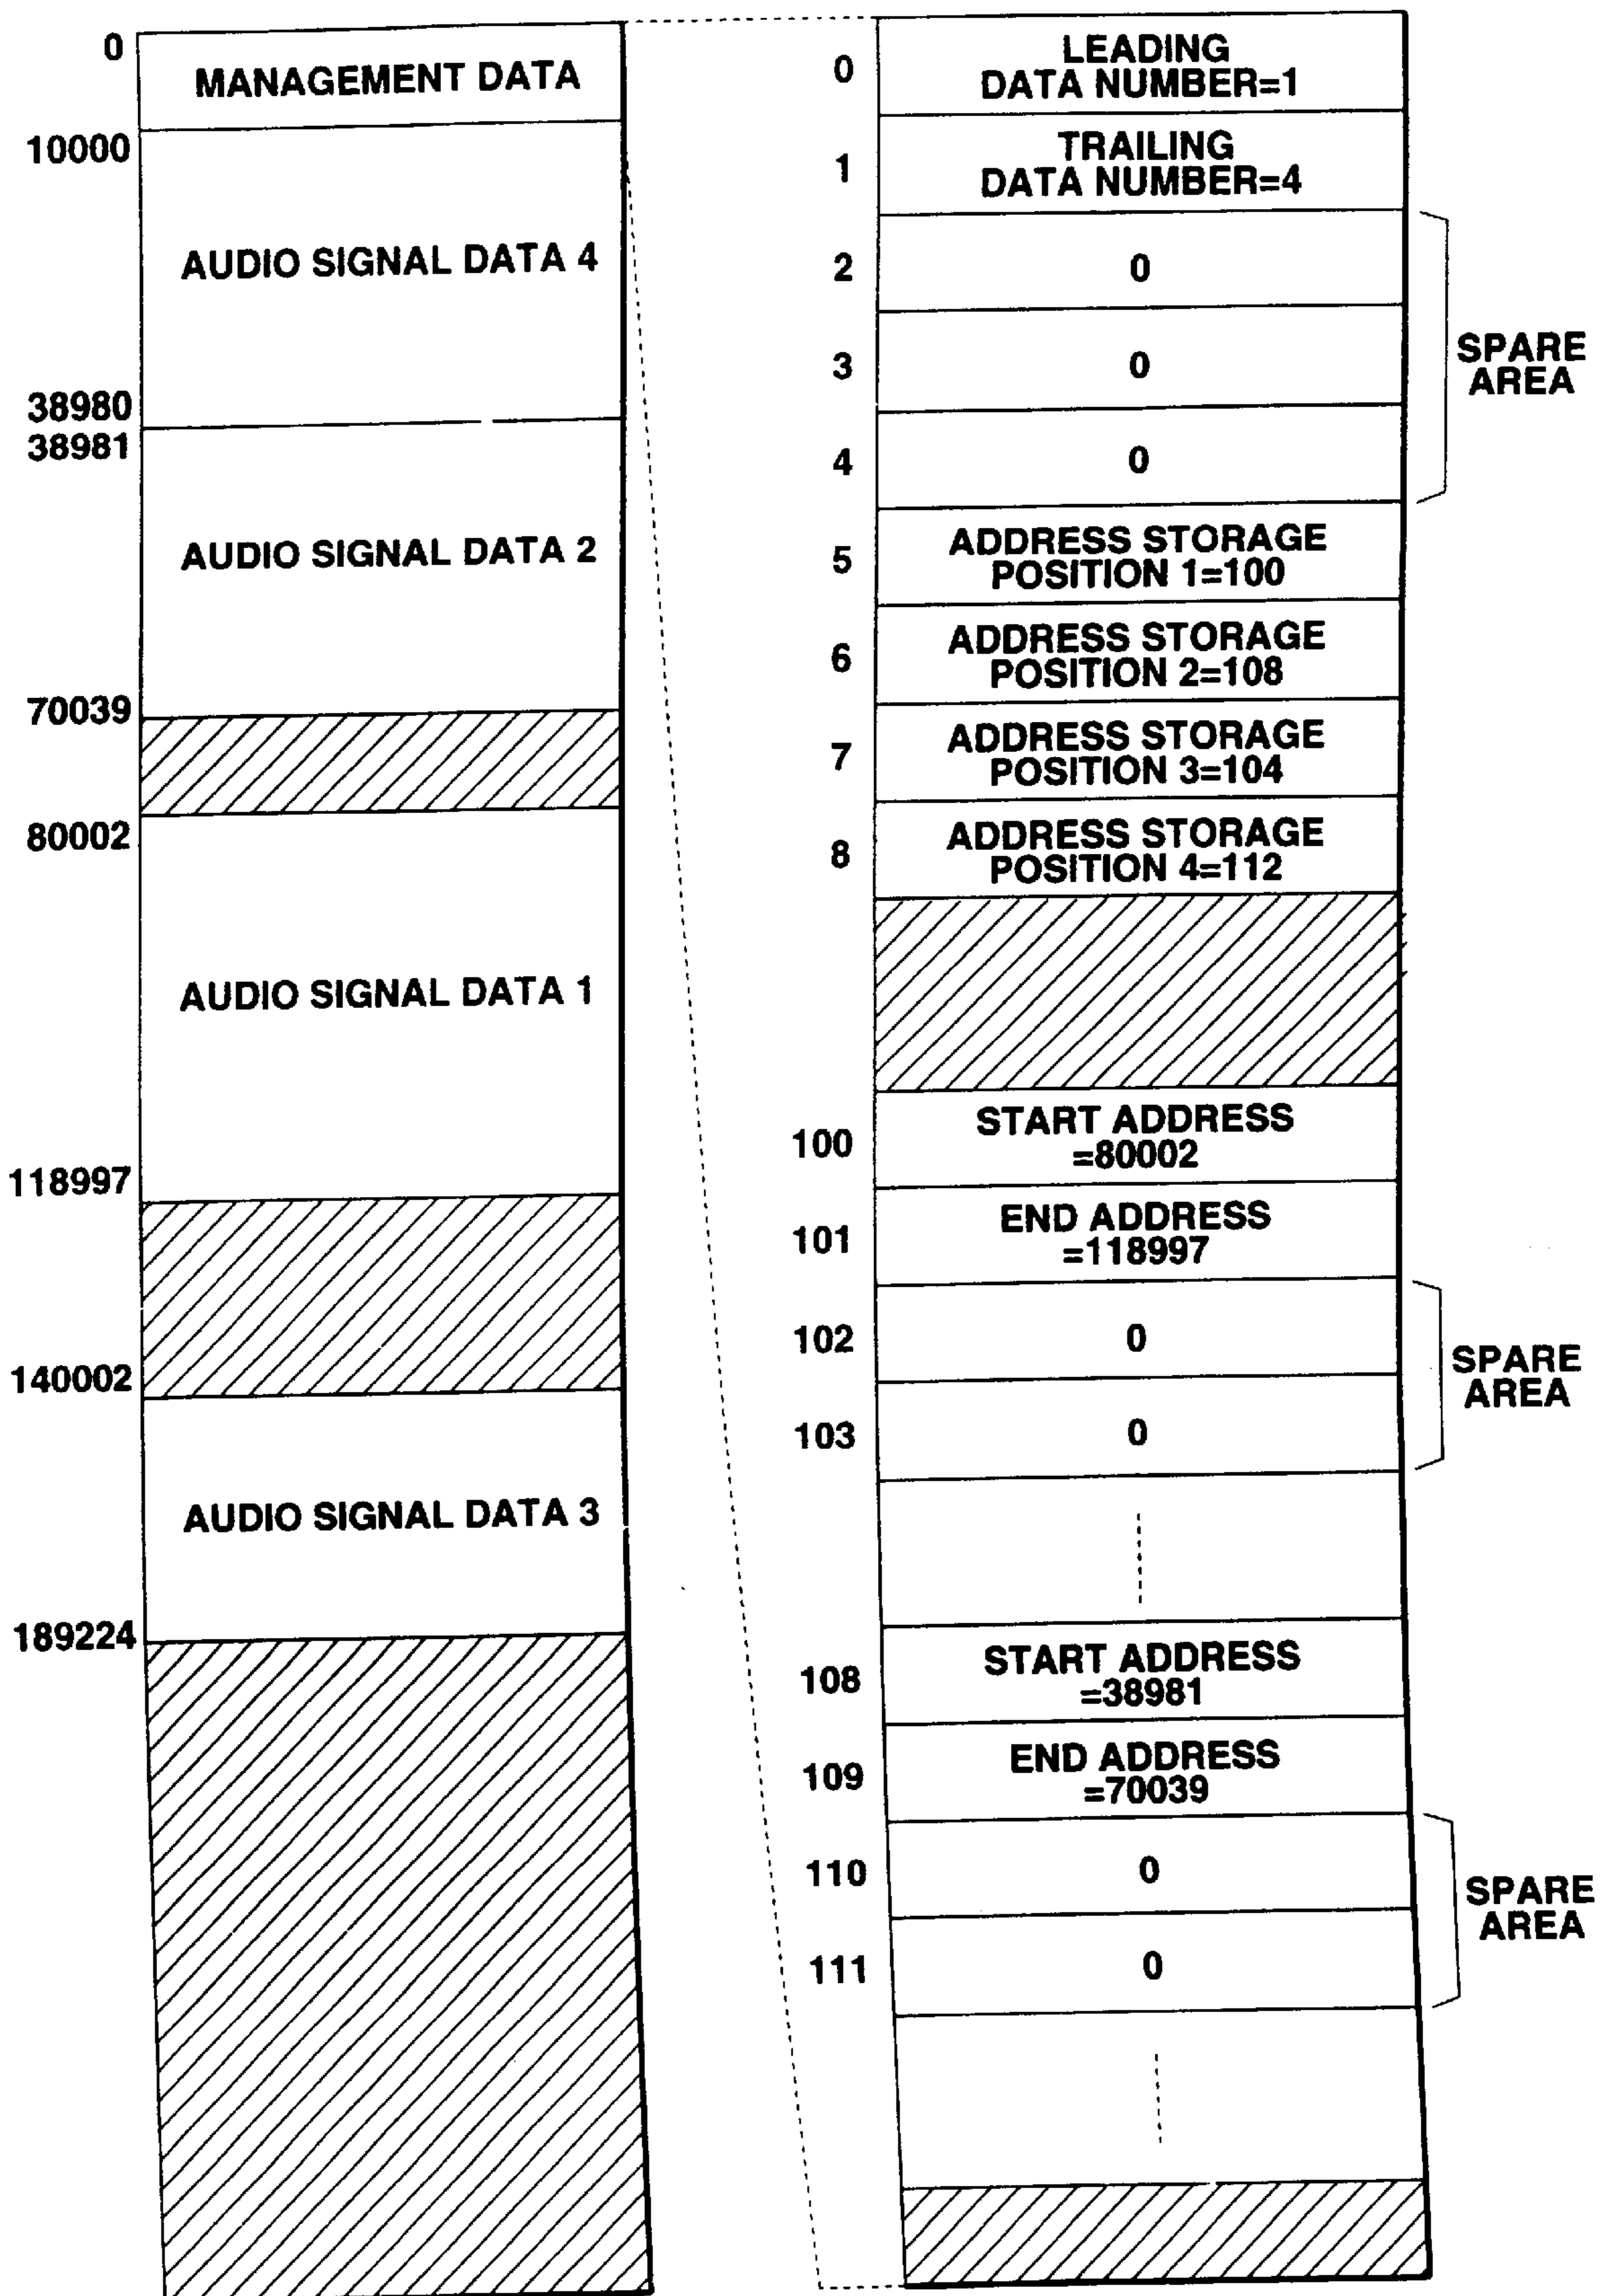 0
MANAGEMENT DATA
10000
AUDIO SIGNAL DATA 4
38980
38981
AUDIO SIGNAL DATA 2
70039
80002
AUDIO SIGNAL DATA 1
118997
140002
AUDIO SIGNAL DATA 3
189224
0
LEADING
DATA NUMBER=1
1
TRAILING
DATA NUMBER=4
2
0
3
0
4
0
SPARE
AREA
5
ADDRESS STORAGE
POSITION 1=100
6
ADDRESS STORAGE
POSITION 2=108
7
ADDRESS STORAGE
POSITION 3=104
8
ADDRESS STORAGE
POSITION 4=112
100
START ADDRESS
=80002
101
END ADDRESS
=118997
102
0
103
0
SPARE
AREA
108
START ADDRESS
=38981
109
END ADDRESS
=70039
110
0
111
0
SPARE
AREA